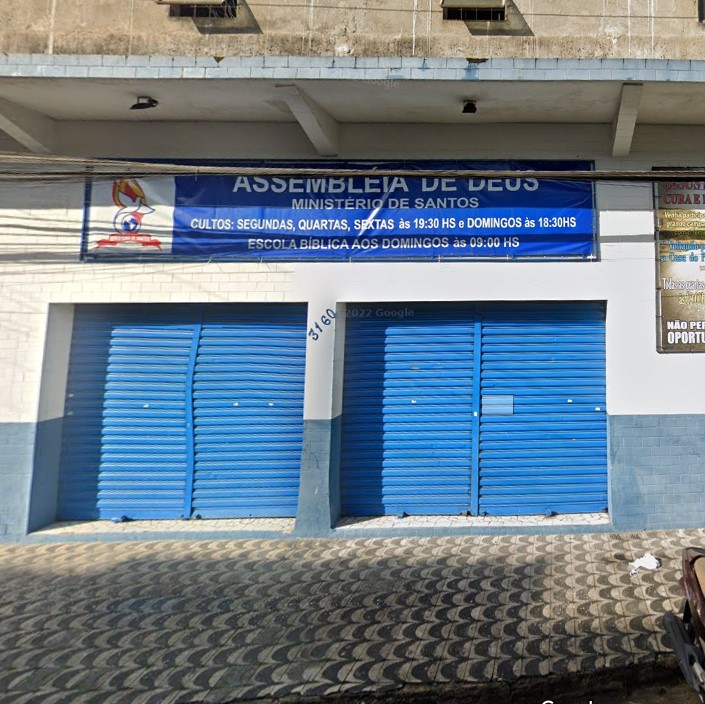 ASSEMBLEIA DE DEUS
MINISTÉRIO DE SANTOS
CULTOS: SEGUNDAS, QUARTAS, SEXTAS às 19:30 HS e DOMINGOS às 18:30HS
ESCOLA BÍBLICA AOS DOMINGOS às 09:00 HS
3160
2022 Google
CURA E
NÃO PER
OPORTU